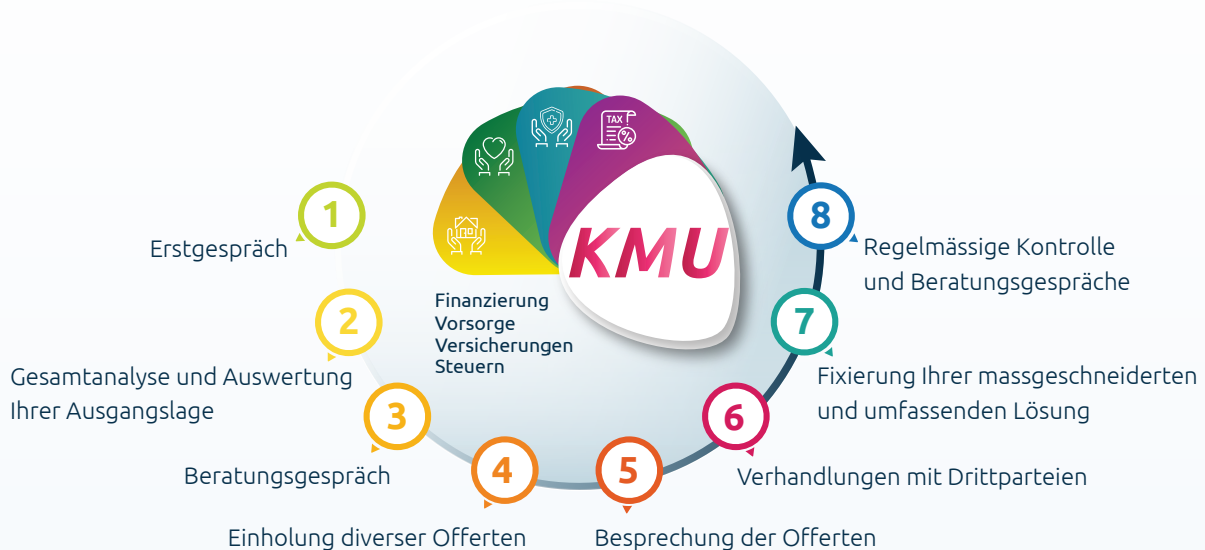 TAX
%
KMU
Finanzierung
Vorsorge
Versicherungen
Steuern
1
Erstgespräch
2
Gesamtanalyse und Auswertung
Ihrer Ausgangslage
3
Beratungsgespräch
4
Einholung diverser Offerten
5
Besprechung der Offerten
6
Verhandlungen mit Drittparteien
7
Fixierung Ihrer massgeschneiderten
und umfassenden Lösung
8
Regelmässige Kontrolle
und Beratungsgespräche